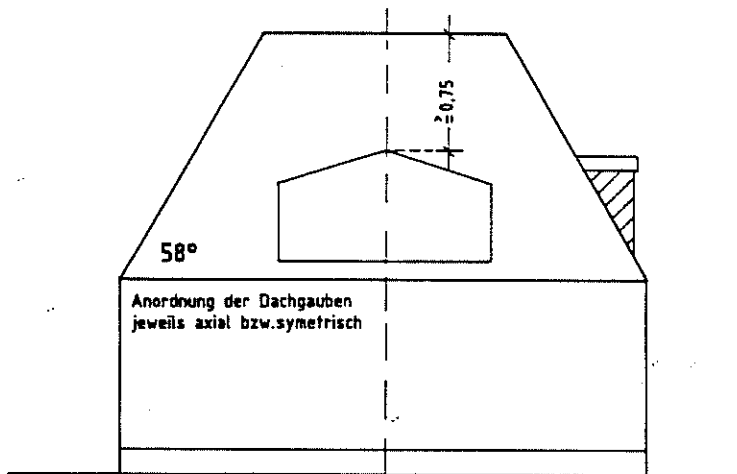 ≥0,75
58°
Anordnung der Dachgauben
jeweils axial bzw.symetrisch